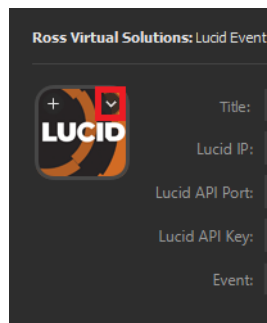 Ross Virtual Solutions: Lucid Event
LUCID
Title:
Lucid IP:
Lucid API Port:
Lucid API Key:
Event: